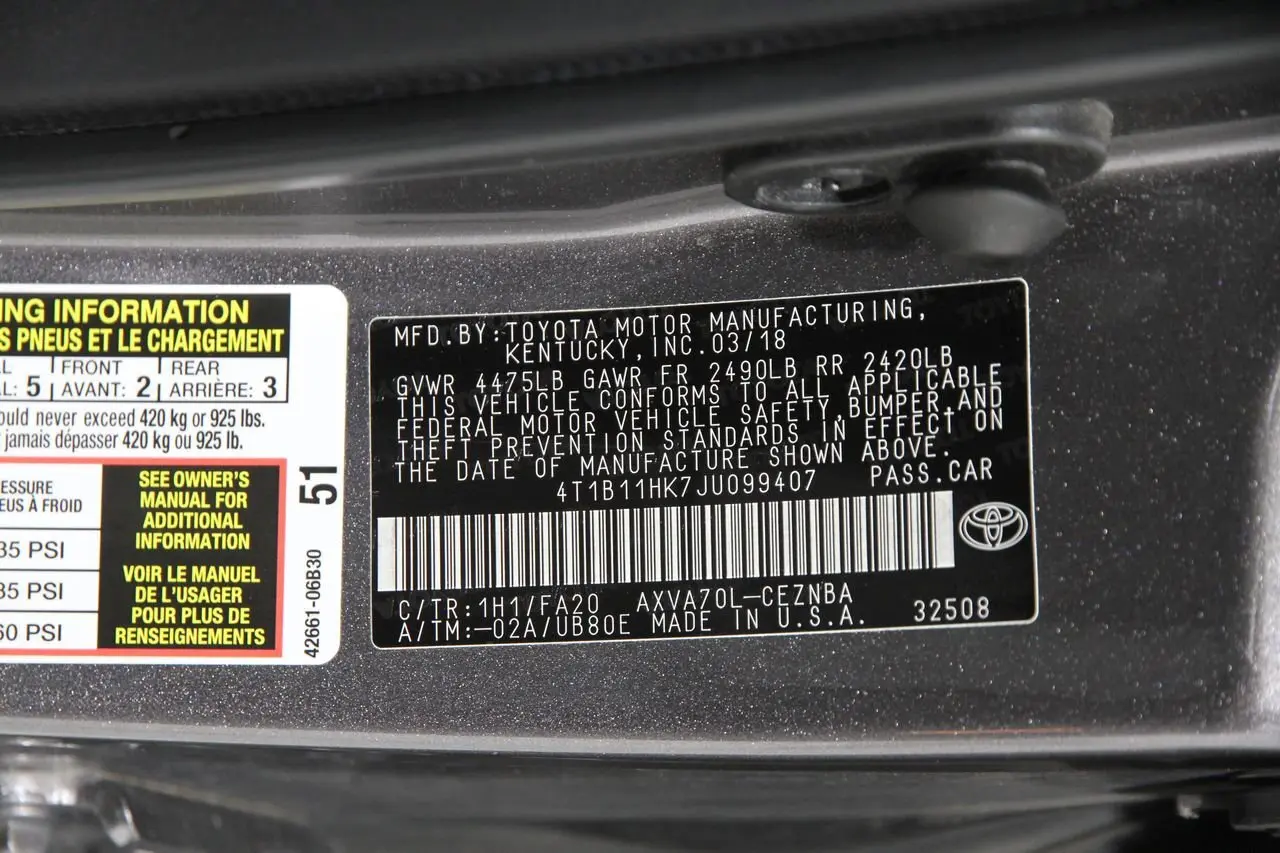 NG INFORMATION
S PNEUS ET LE CHARGEMENT
L FRONT REAR
AL: 5 AVANT: 2 ARRIÈRE: 3
ould never exceed 420 kg or 925 lbs.
jamais dépasser 420 kg ou 925 lb.
ESSURE
EUS À FROID
35 PSI
35 PSI
60 PSI
SEE OWNER'S
MANUAL FOR
ADDITIONAL
INFORMATION
VOIR LE MANUEL
DE L'USAGER
POUR PLUS DE
RENSEIGNEMENTS
51
42661-06B30
MFD.BY:TOYOTA MOTOR MANUFACTURING,
KENTUCKY,INC.03/18
GVWR 4475LB GAWR FR 2490LB RR 2420LB
THIS VEHICLE CONFORMS TO ALL APPLICABLE
FEDERAL MOTOR VEHICLE SAFETY,BUMPER,AND
THEFT PREVENTION STANDARDS IN EFFECT ON
THE DATE OF MANUFACTURE SHOWN ABOVE.
4T1B11HK7JU099407 PASS.CAR
C/TR:1H1/FA20 AXVA70L-CEZNBA
A/TM:-02A/UB80E MADE IN U.S.A. 32508